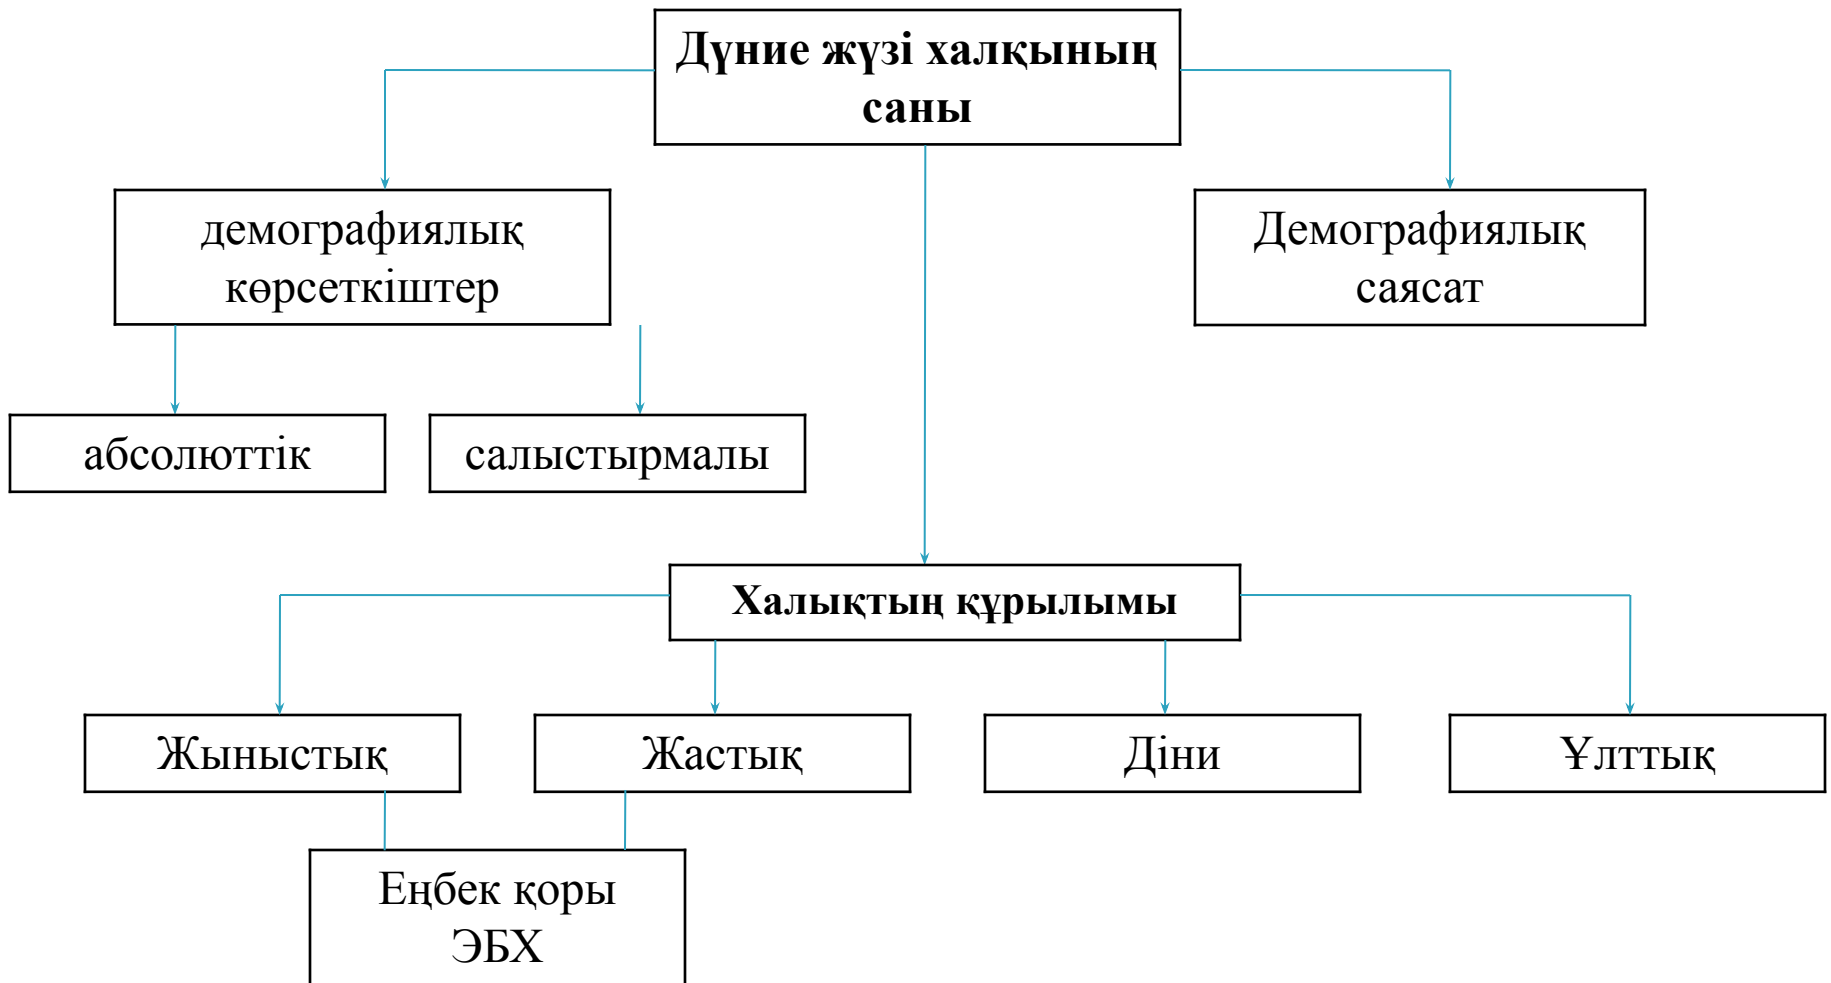 Дүние жүзі халқының
саны
демографиялық
көрсеткіштер
Демографиялық
саясат
абсолюттік
салыстырмалы
Халықтың құрылымы
Жыныстық
Жастық
Діни
Ұлттық
Еңбек қоры
ЭБХ